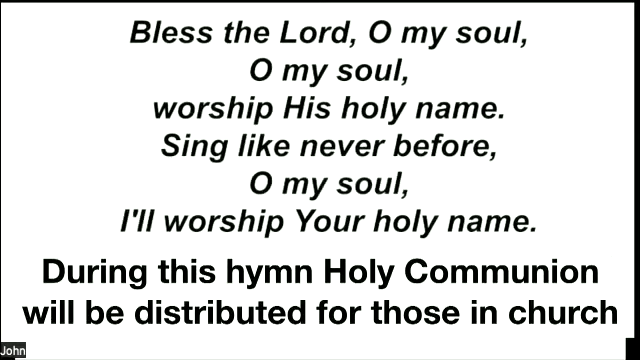 Bless the Lord, O my soul,
O my soul,
worship His holy name.
Sing like never before,
O my soul,
I'll worship Your holy name.
During this hymn Holy Communion
will be distributed for those in church
John